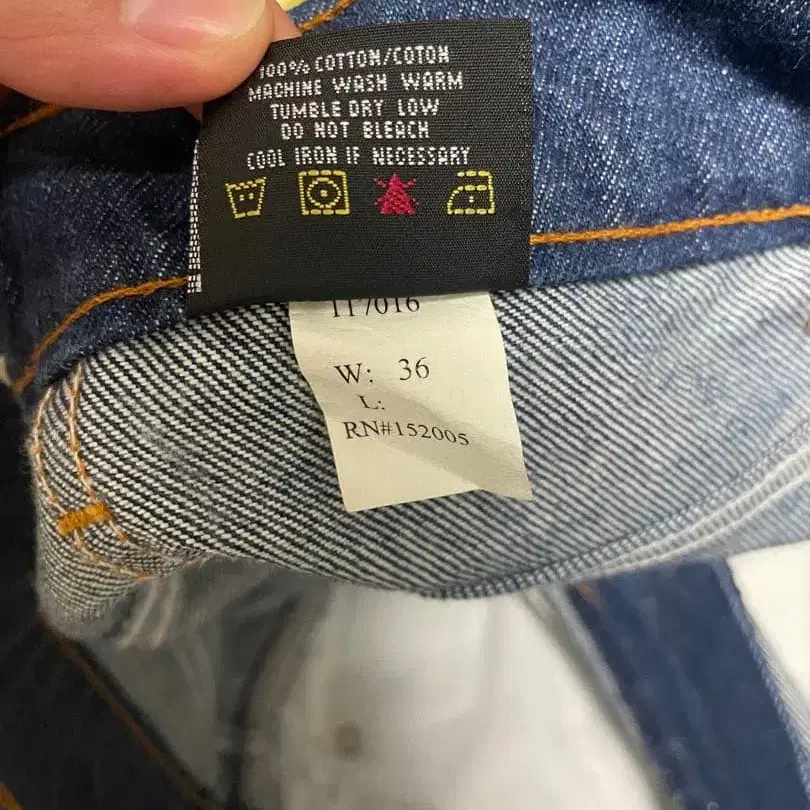 100% COTTON/COTON
MACHINE WASH WARM
TUMBLE DRY LOW
DO NOT BLEACH
COOL IRON IF NECESSARY
117016
W: 36
L:
RN#152005